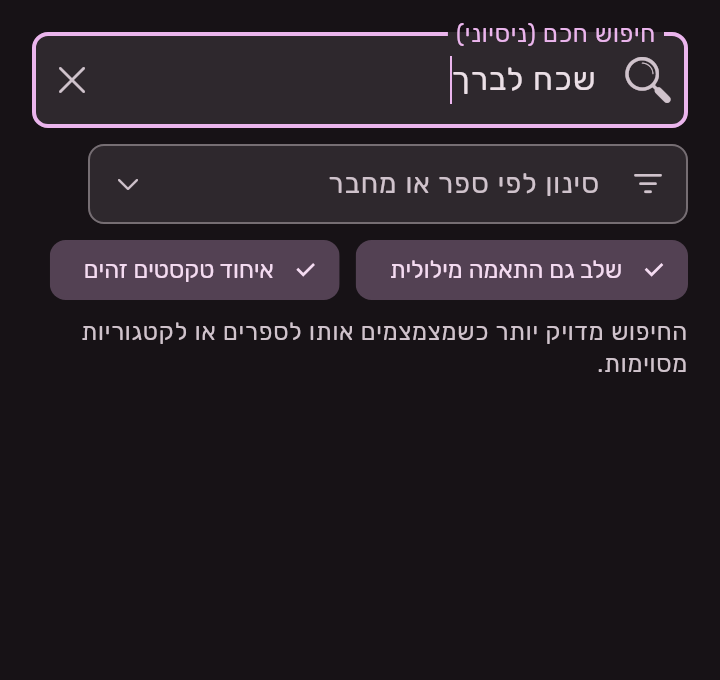 חיפוש חכם (ניסיוני)
שכח לברך
סינון לפי ספר או מחבר
שלב גם התאמה מילולית
איחוד טקסטים זהים
החיפוש מדויק יותר כשמצמצמים אותו לספרים או לקטגוריות
מסוימות.